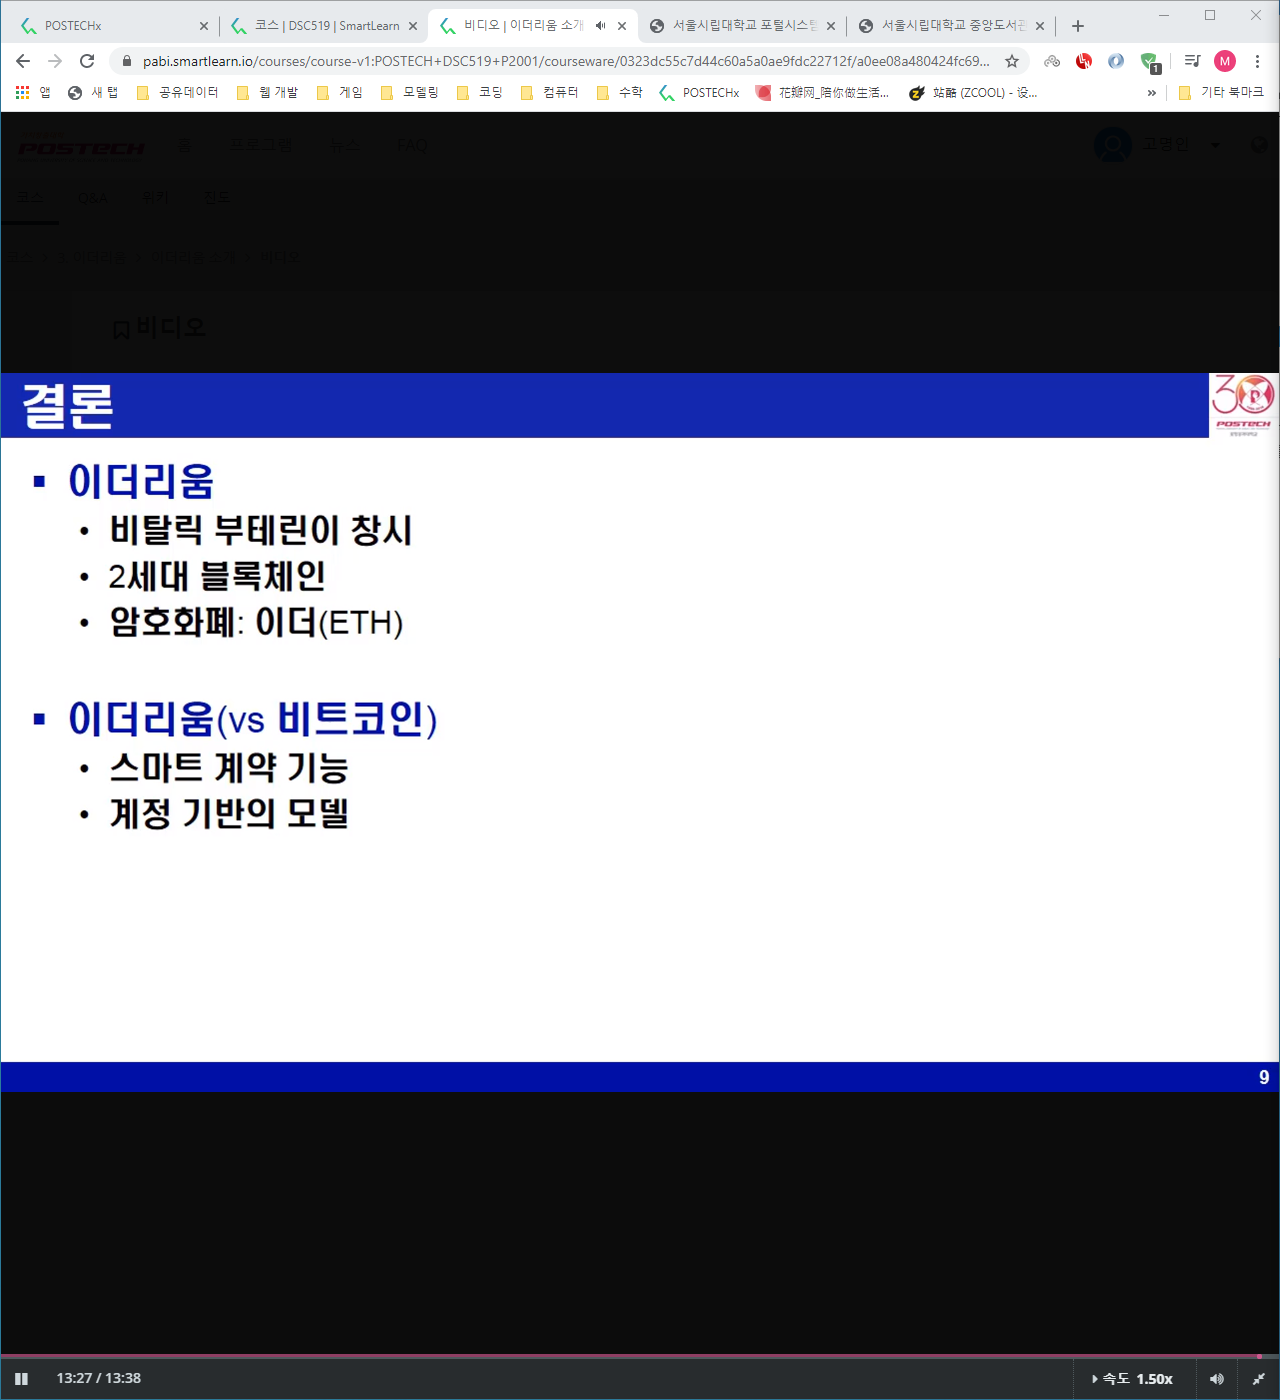 POSTECHx
코스 | DSC519 | SmartLearn
비디오 | 이더리움 소개
서울시립대학교 포털시스템
서울시립대학교 중앙도서관
pabi.smartlearn.io/courses/course-v1:POSTECH+DSC519+P2001/courseware/0323dc55c7d44c60a5a0ae9fdc22712f/a0ee08a480424fc69...
1
M
앱
새 탭
공유데이터
웹 개발
게임
모델링
코딩
컴퓨터
수학
POSTECHx
花瓣网_陪你做生活...
站酷 (ZCOOL) - 设...
»
기타 북마크
POSTECH
홈
프로그램
뉴스
FAQ
고영민
코스
Q&A
위키
진도
비디오
결론
30
POSTECH
이더리움
• 비탈릭 부테린이 창시
• 2세대 블록체인
• 암호화폐: 이더(ETH)
이더리움(vs 비트코인)
• 스마트 계약 기능
• 계정 기반의 모델
9
13:27 / 13:38
속도 1.50x